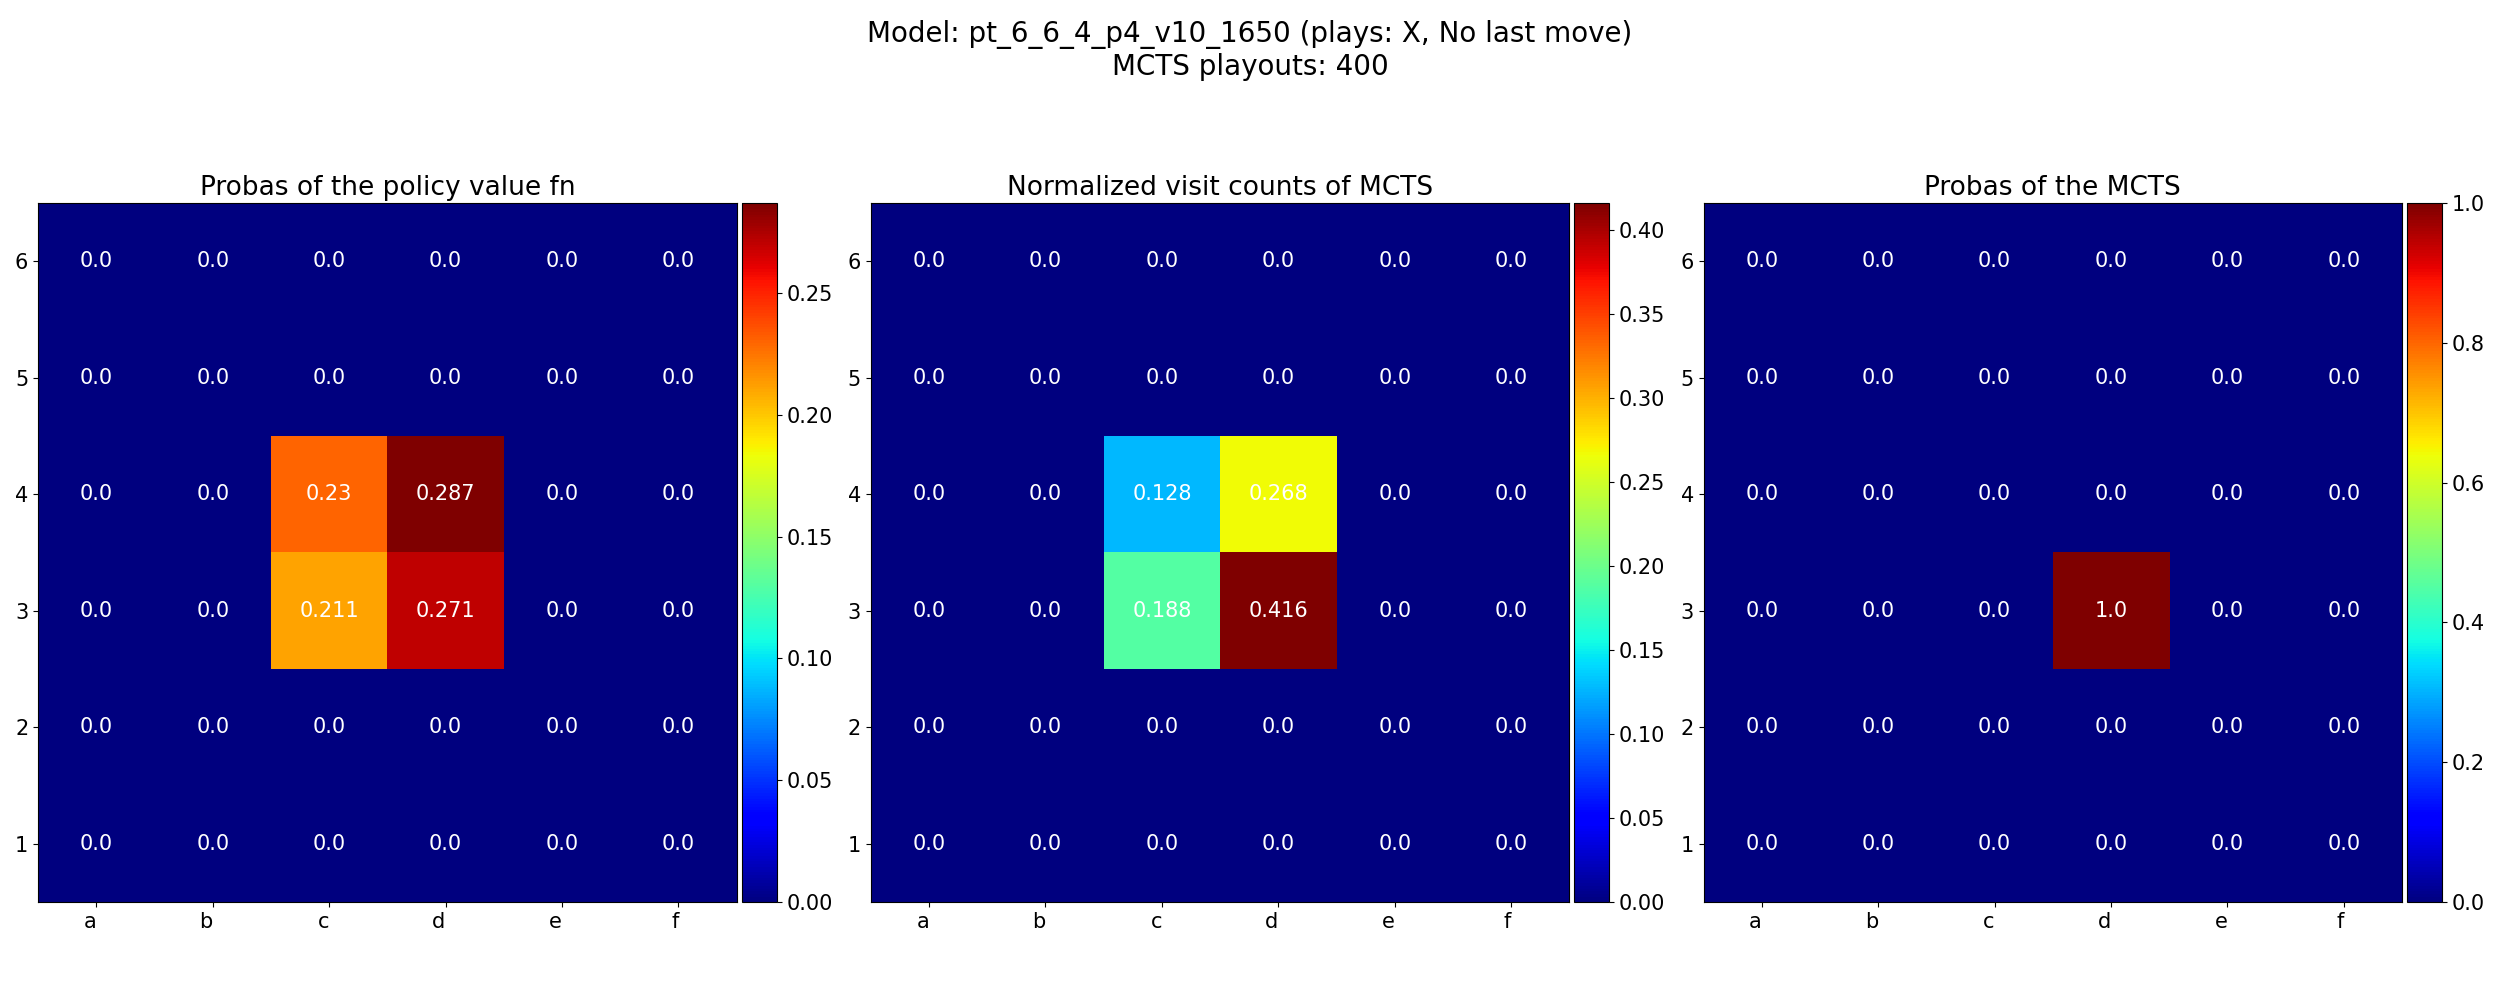 Model: pt_6_6_4_p4_v10_1650 (plays: X, No last move)
MCTS playouts: 400
Probas of the policy value fn
6 0.0 0.0 0.0 0.0 0.0 0.0
5 0.0 0.0 0.0 0.0 0.0 0.0
4 0.0 0.0 0.23 0.287 0.0 0.0
3 0.0 0.0 0.211 0.271 0.0 0.0
2 0.0 0.0 0.0 0.0 0.0 0.0
1 0.0 0.0 0.0 0.0 0.0 0.0
a b c d e f
0.25
0.20
0.15
0.10
0.05
0.00
Normalized visit counts of MCTS
6 0.0 0.0 0.0 0.0 0.0 0.0
5 0.0 0.0 0.0 0.0 0.0 0.0
4 0.0 0.0 0.128 0.268 0.0 0.0
3 0.0 0.0 0.188 0.416 0.0 0.0
2 0.0 0.0 0.0 0.0 0.0 0.0
1 0.0 0.0 0.0 0.0 0.0 0.0
a b c d e f
0.40
0.35
0.30
0.25
0.20
0.15
0.10
0.05
0.00
Probas of the MCTS
6 0.0 0.0 0.0 0.0 0.0 0.0
5 0.0 0.0 0.0 0.0 0.0 0.0
4 0.0 0.0 0.0 0.0 0.0 0.0
3 0.0 0.0 0.0 1.0 0.0 0.0
2 0.0 0.0 0.0 0.0 0.0 0.0
1 0.0 0.0 0.0 0.0 0.0 0.0
a b c d e f
1.0
0.8
0.6
0.4
0.2
0.0